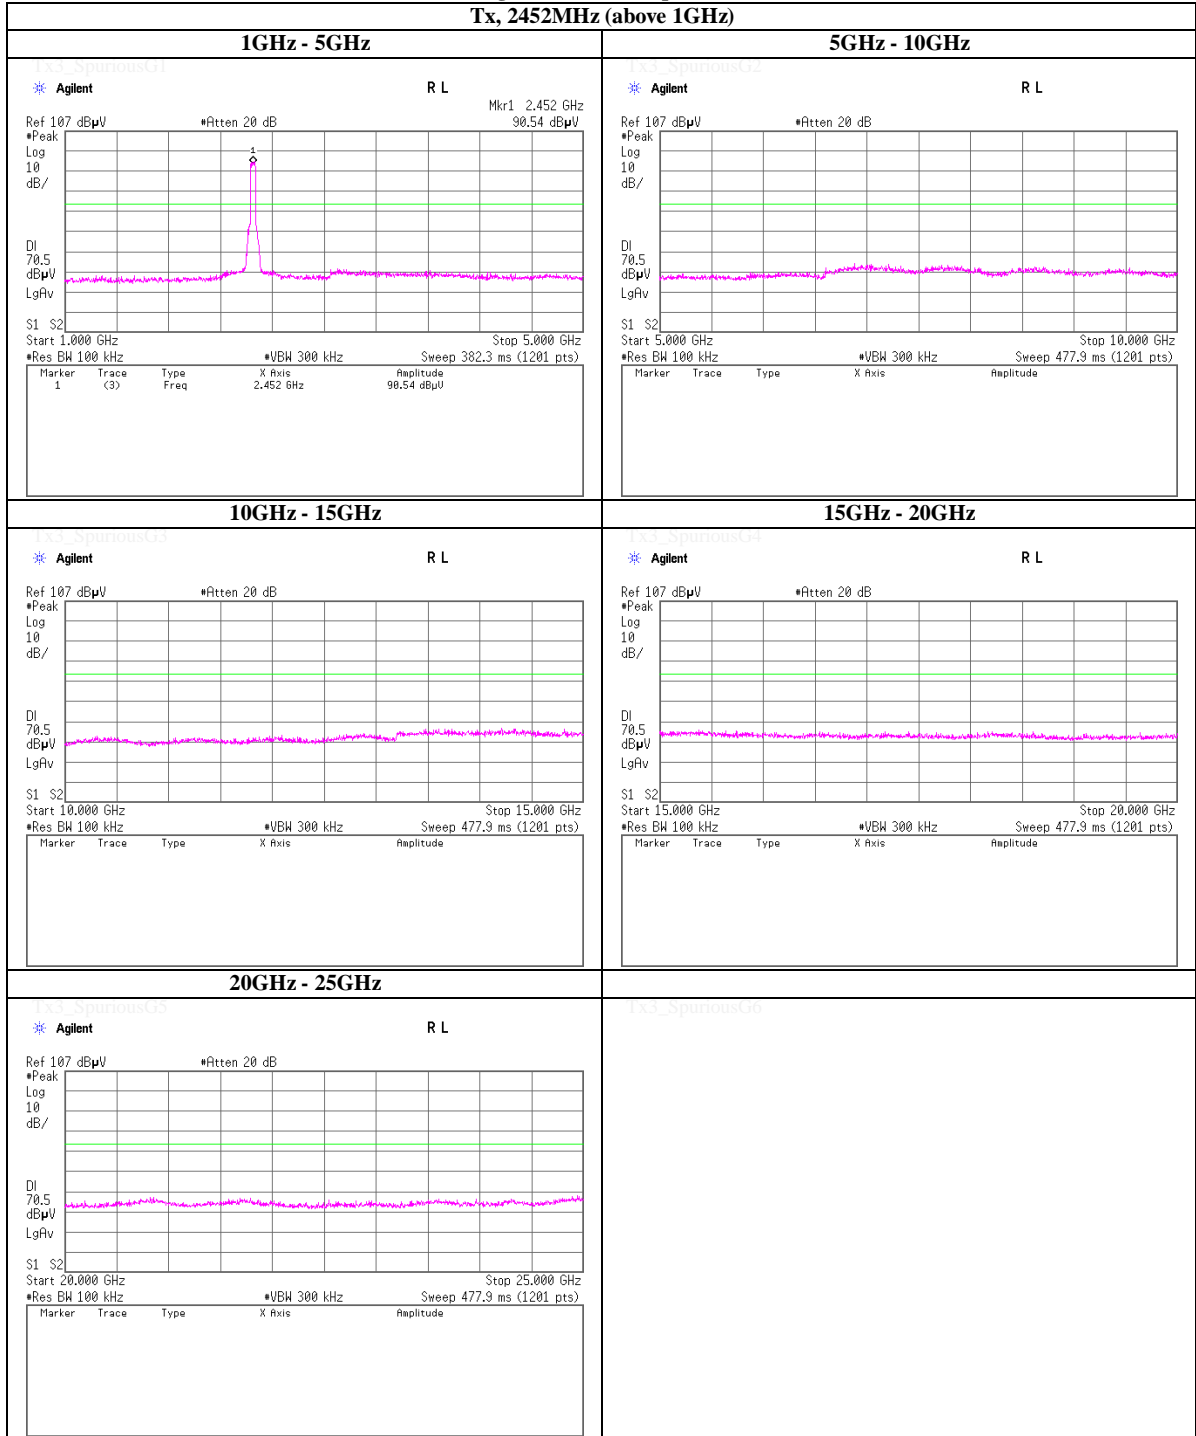 Tx, 2452MHz (above 1GHz)
1GHz - 5GHz
Tx3_SpuriousG1
Agilent R L
Mkr1 2.452 GHz
Ref 107 dBµV #Atten 20 dB 90.54 dBµV
#Peak
Log
10
dB/
1
DI
70.5
dBµV
LgAv
S1 S2
Start 1.000 GHz Stop 5.000 GHz
#Res BW 100 kHz #VBW 300 kHz Sweep 382.3 ms (1201 pts)
Marker Trace Type X Axis Amplitude
1 (3) Freq 2.452 GHz 90.54 dBµV
5GHz - 10GHz
Tx3_SpuriousG2
Agilent R L
Ref 107 dBµV #Atten 20 dB
#Peak
Log
10
dB/
DI
70.5
dBµV
LgAv
S1 S2
Start 5.000 GHz Stop 10.000 GHz
#Res BW 100 kHz #VBW 300 kHz Sweep 477.9 ms (1201 pts)
Marker Trace Type X Axis Amplitude
10GHz - 15GHz
Tx3_SpuriousG3
Agilent R L
Ref 107 dBµV #Atten 20 dB
#Peak
Log
10
dB/
DI
70.5
dBµV
LgAv
S1 S2
Start 10.000 GHz Stop 15.000 GHz
#Res BW 100 kHz #VBW 300 kHz Sweep 477.9 ms (1201 pts)
Marker Trace Type X Axis Amplitude
15GHz - 20GHz
Tx3_SpuriousG4
Agilent R L
Ref 107 dBµV #Atten 20 dB
#Peak
Log
10
dB/
DI
70.5
dBµV
LgAv
S1 S2
Start 15.000 GHz Stop 20.000 GHz
#Res BW 100 kHz #VBW 300 kHz Sweep 477.9 ms (1201 pts)
Marker Trace Type X Axis Amplitude
20GHz - 25GHz
Tx3_SpuriousG5
Agilent R L
Ref 107 dBµV #Atten 20 dB
#Peak
Log
10
dB/
DI
70.5
dBµV
LgAv
S1 S2
Start 20.000 GHz Stop 25.000 GHz
#Res BW 100 kHz #VBW 300 kHz Sweep 477.9 ms (1201 pts)
Marker Trace Type X Axis Amplitude
Tx3_SpuriousG6